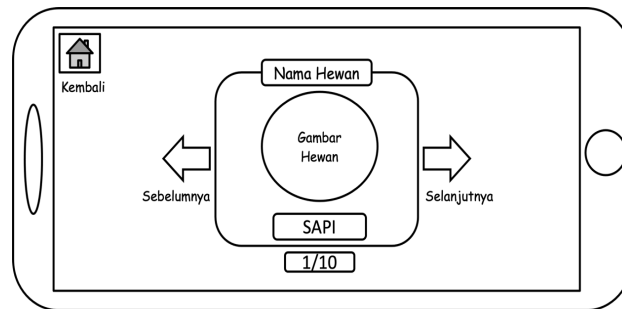 Kembali
Nama Hewan
Gambar
Hewan
Sebelumnya
Selanjutnya
SAPI
1/10